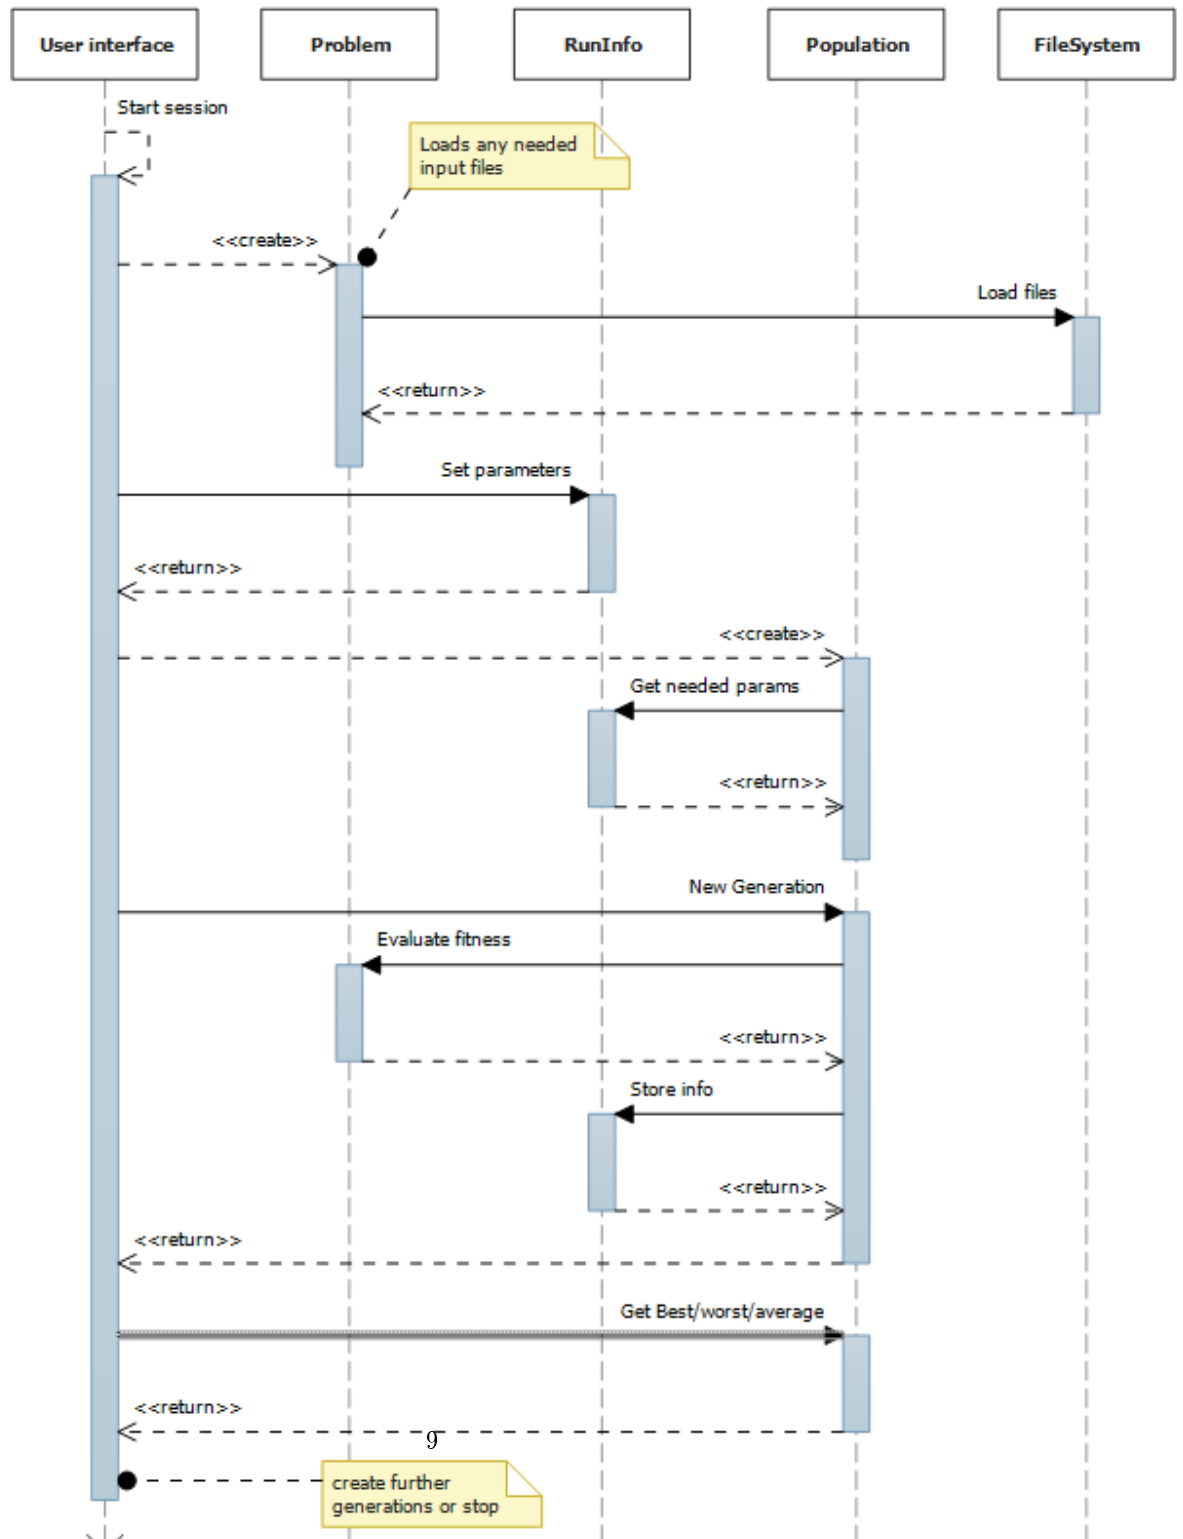 User interface
Problem
RunInfo
Population
FileSystem
Start session
Loads any needed
input files
<<create>>
Load files
<<return>>
Set parameters
<<return>>
<<create>>
Get needed params
<<return>>
New Generation
Evaluate fitness
<<return>>
Store info
<<return>>
<<return>>
Get Best/worst/average
<<return>>
9
create further
generations or stop